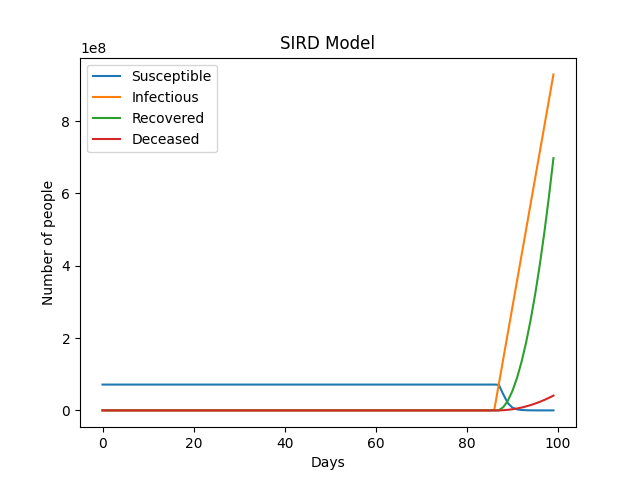 SIRD Model
1e8
Susceptible
Infectious
Recovered
Deceased
8
6
4
2
0
Number of people
0 20 40 60 80 100
Days